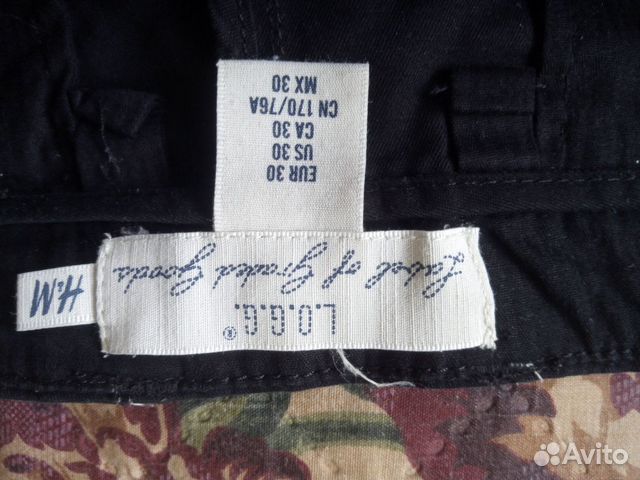 L.O.G.G.®
Label of Graded Goods
H&M
EUR 30
US 30
CA 30
CN 170/76A
MX 30
Avito